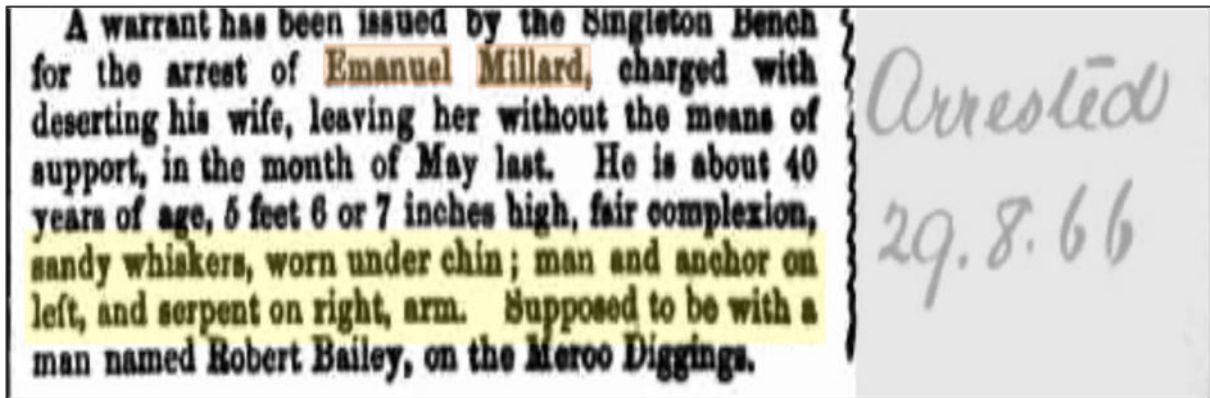 A warrant has been issued by the Singleton Bench
for the arrest of Emanuel Millard, charged with
deserting his wife, leaving her without the means of
support, in the month of May last. He is about 40
years of age, 5 feet 6 or 7 inches high, fair complexion,
sandy whiskers, worn under chin; man and anchor on
left, and serpent on right, arm. Supposed to be with a
man named Robert Bailey, on the Meroo Diggings.
Arrested
29.8.66